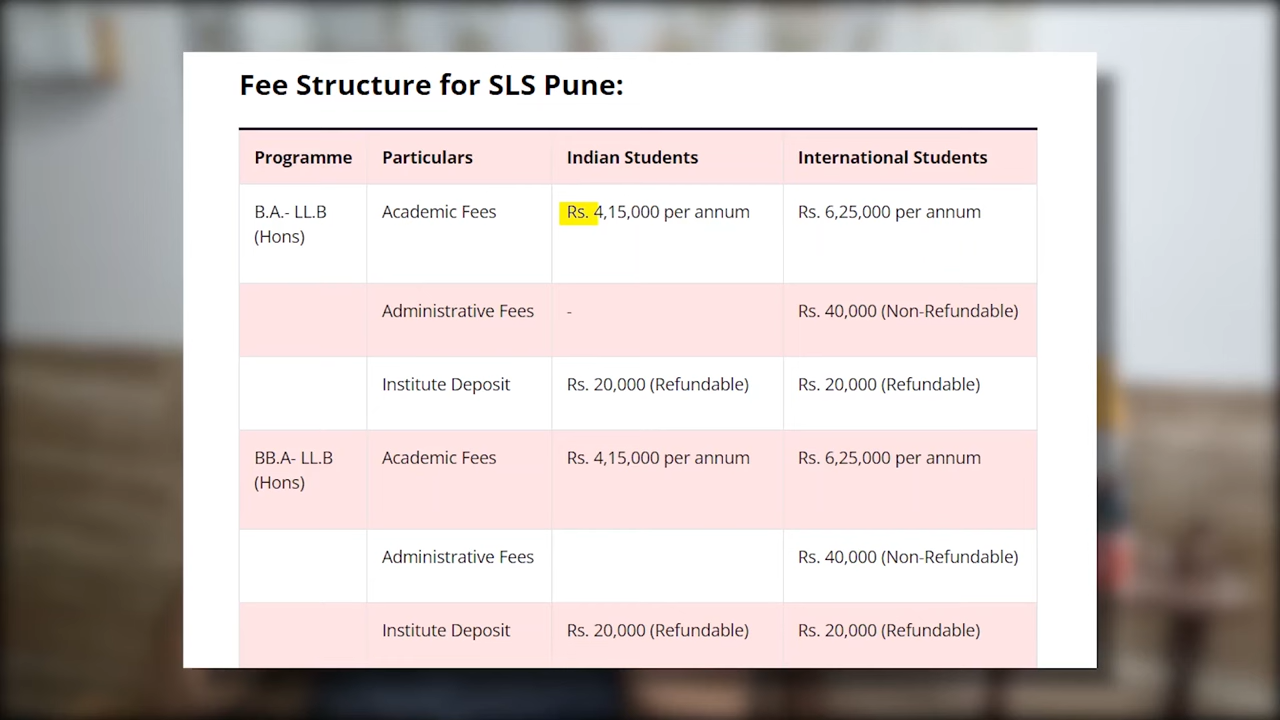 Fee Structure for SLS Pune:
Programme Particulars Indian Students International Students
B.A.- LL.B Academic Fees Rs. 4,15,000 per annum Rs. 6,25,000 per annum
(Hons)
Administrative Fees - Rs. 40,000 (Non-Refundable)
Institute Deposit Rs. 20,000 (Refundable) Rs. 20,000 (Refundable)
BB.A- LL.B Academic Fees Rs. 4,15,000 per annum Rs. 6,25,000 per annum
(Hons)
Administrative Fees Rs. 40,000 (Non-Refundable)
Institute Deposit Rs. 20,000 (Refundable) Rs. 20,000 (Refundable)